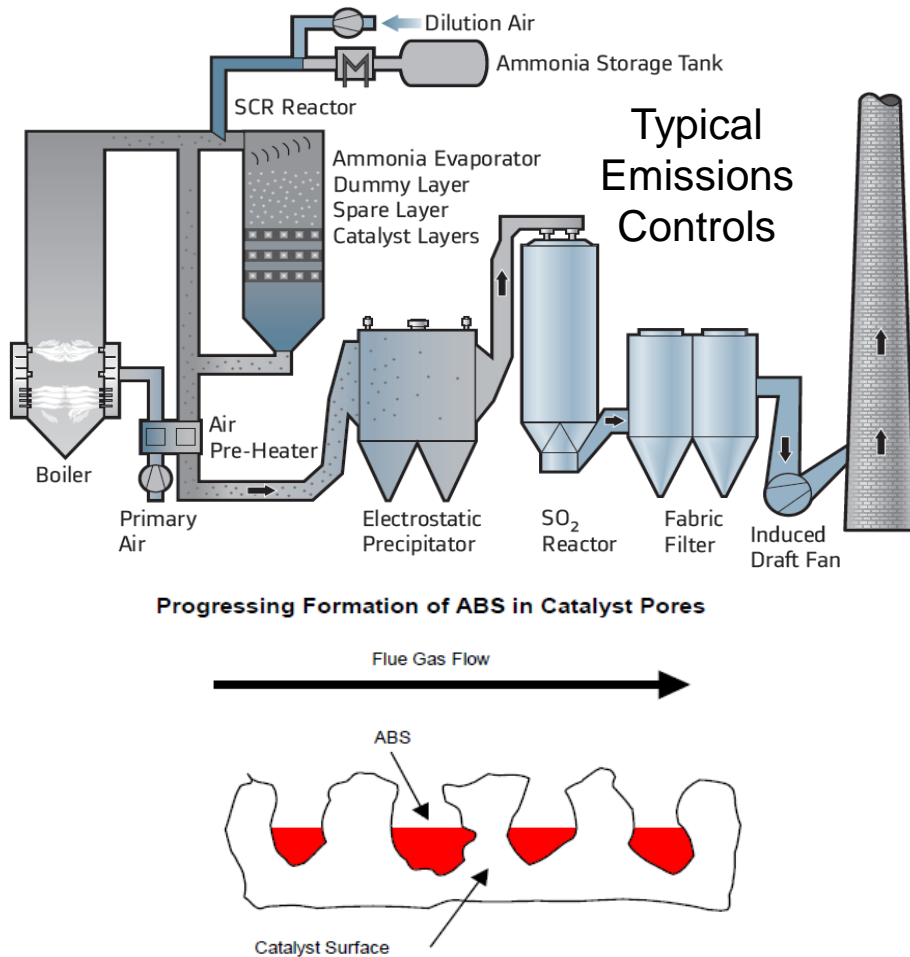 Dilution Air
Ammonia Storage Tank
SCR Reactor
Typical
Emissions
Controls
Ammonia Evaporator
Dummy Layer
Spare Layer
Catalyst Layers
Air
Pre-Heater
Boiler
Primary
Air
Electrostatic
Precipitator
SO₂
Reactor
Fabric
Filter
Induced
Draft Fan
Progressing Formation of ABS in Catalyst Pores
Flue Gas Flow
ABS
Catalyst Surface